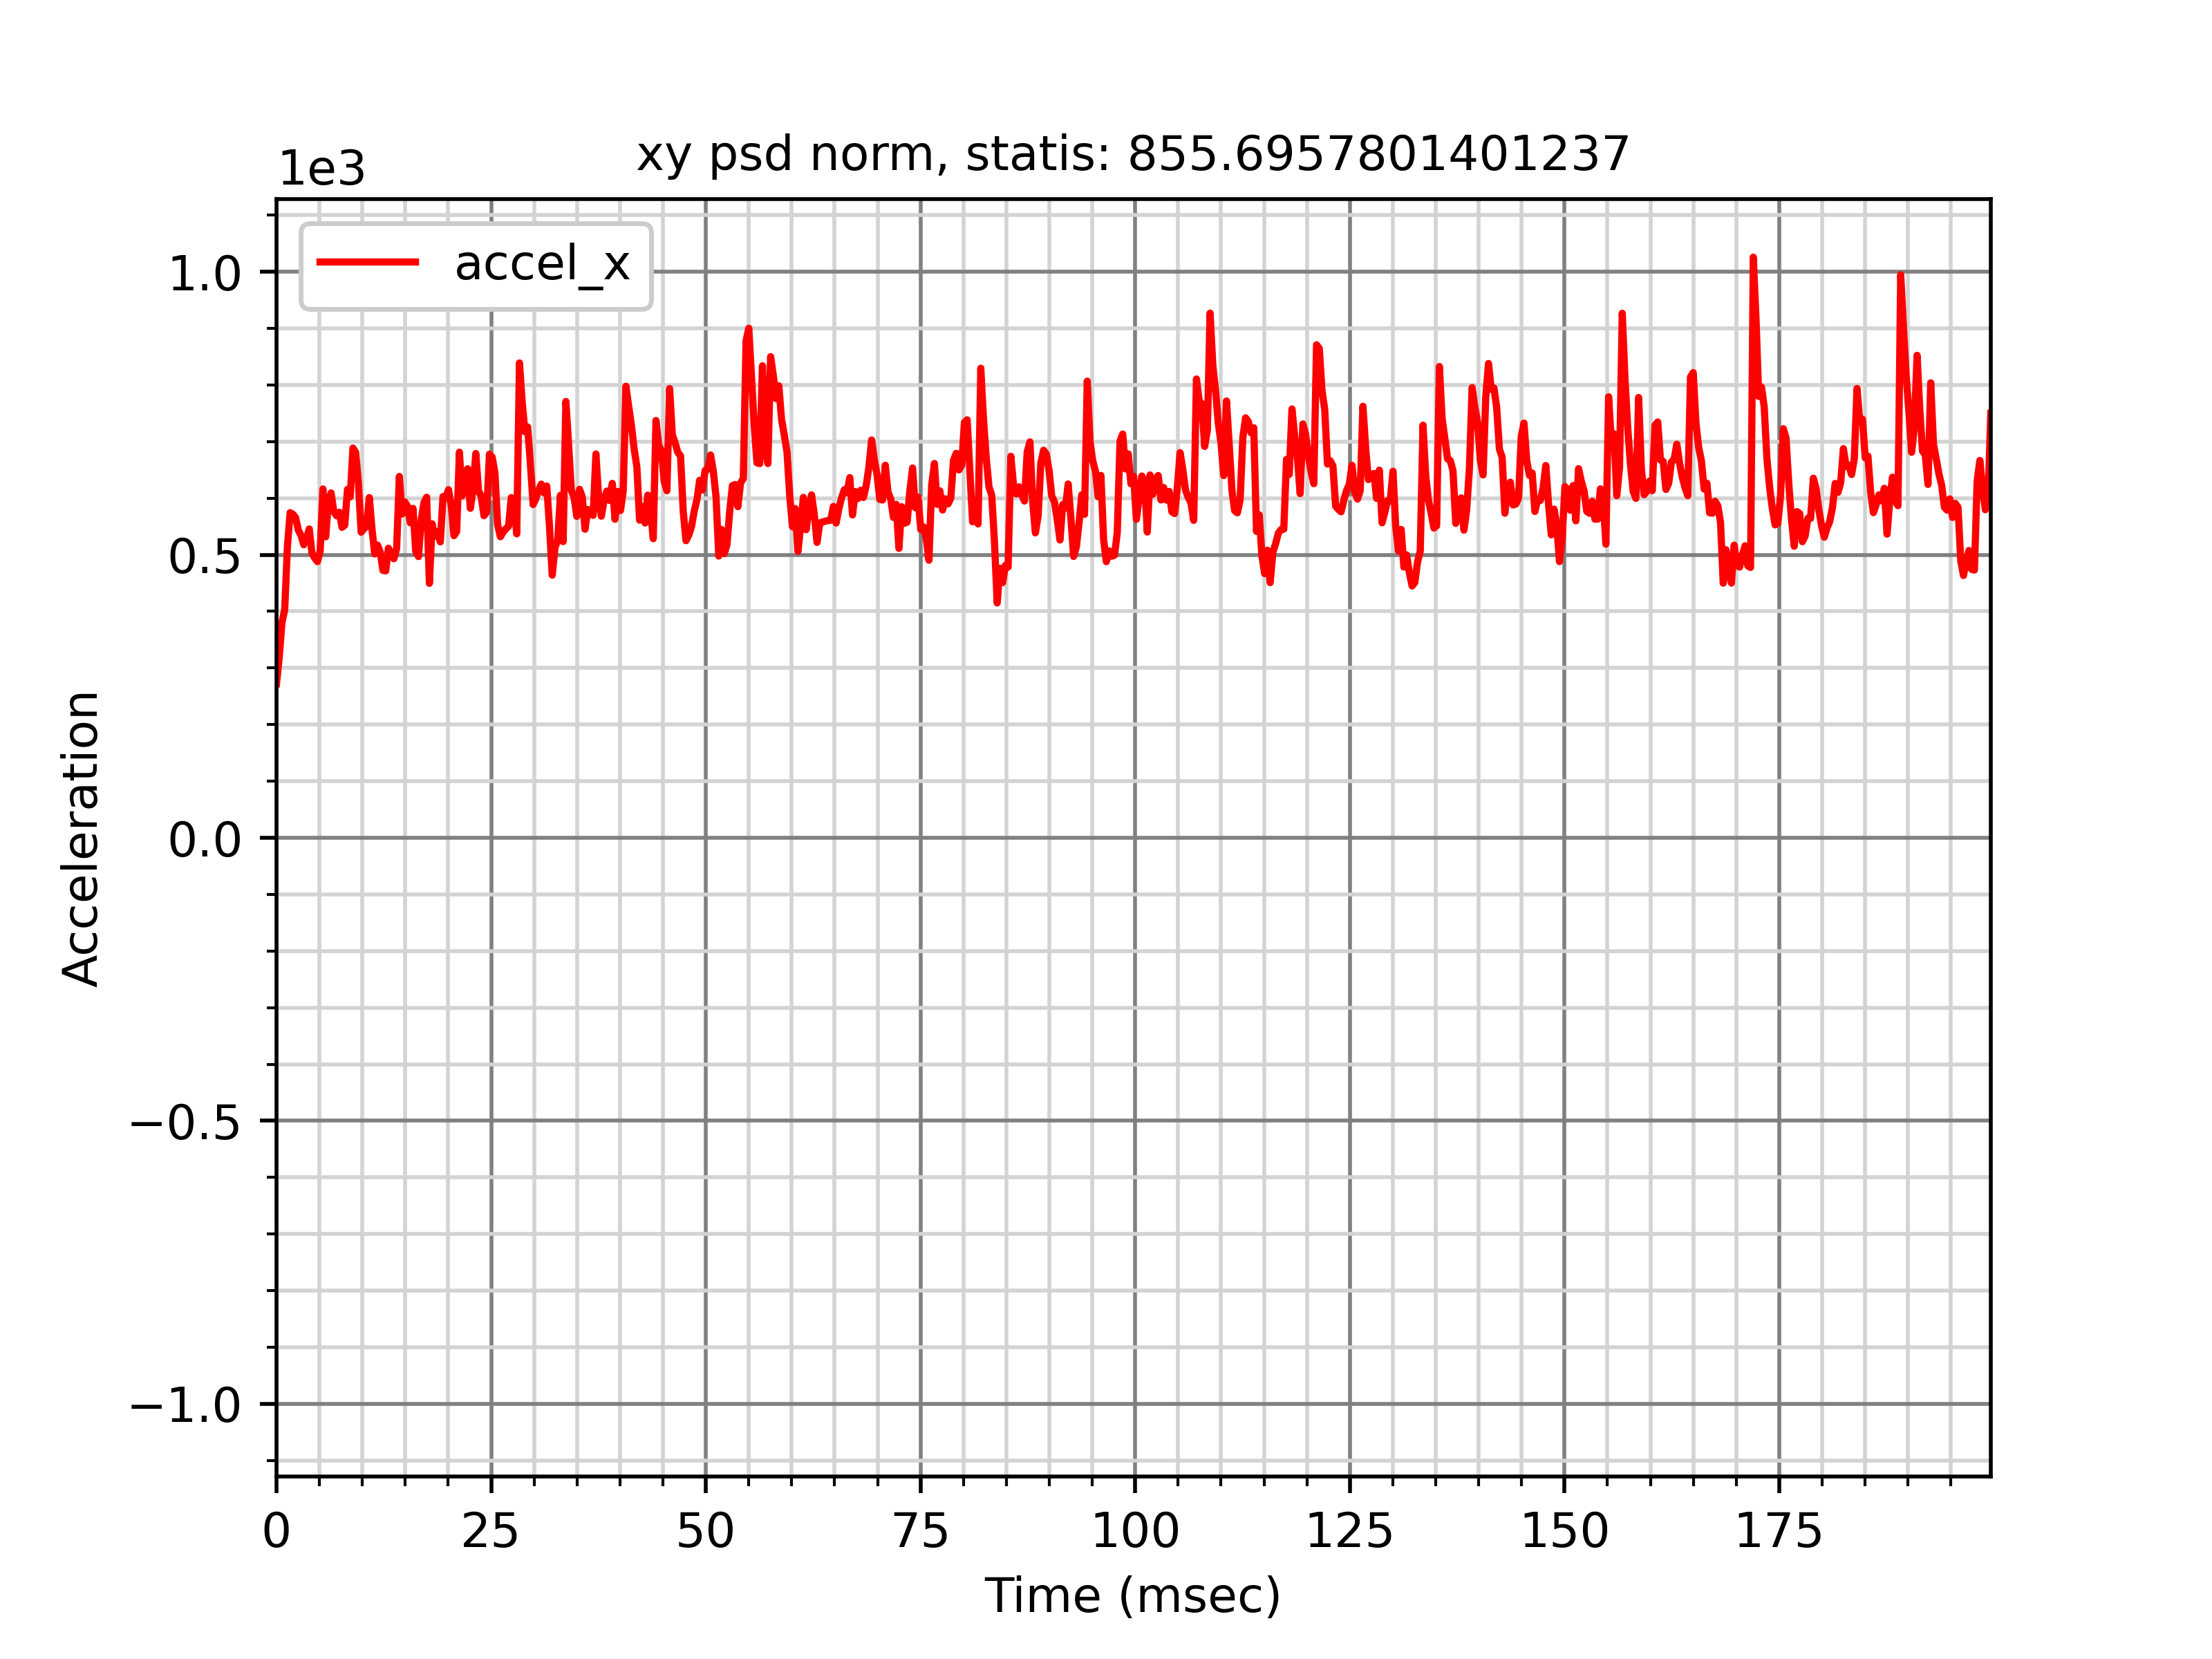 xy psd norm, statis: 855.6957801401237
1e3
accel_x
1.0
0.5
0.0
−0.5
−1.0
Acceleration
0 25 50 75 100 125 150 175
Time (msec)